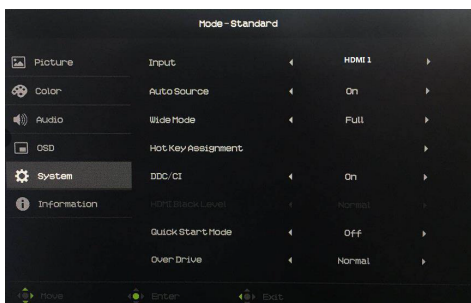 Mode-Standard
Picture
Color
Audio
OSD
System
Information
Input HDMI 1
Auto Source On
Wide Mode Full
Hot Key Assignment
DDC/CI On
HDMI Black Level Normal
Quick Start Mode Off
Over Drive Normal
Move Enter Exit